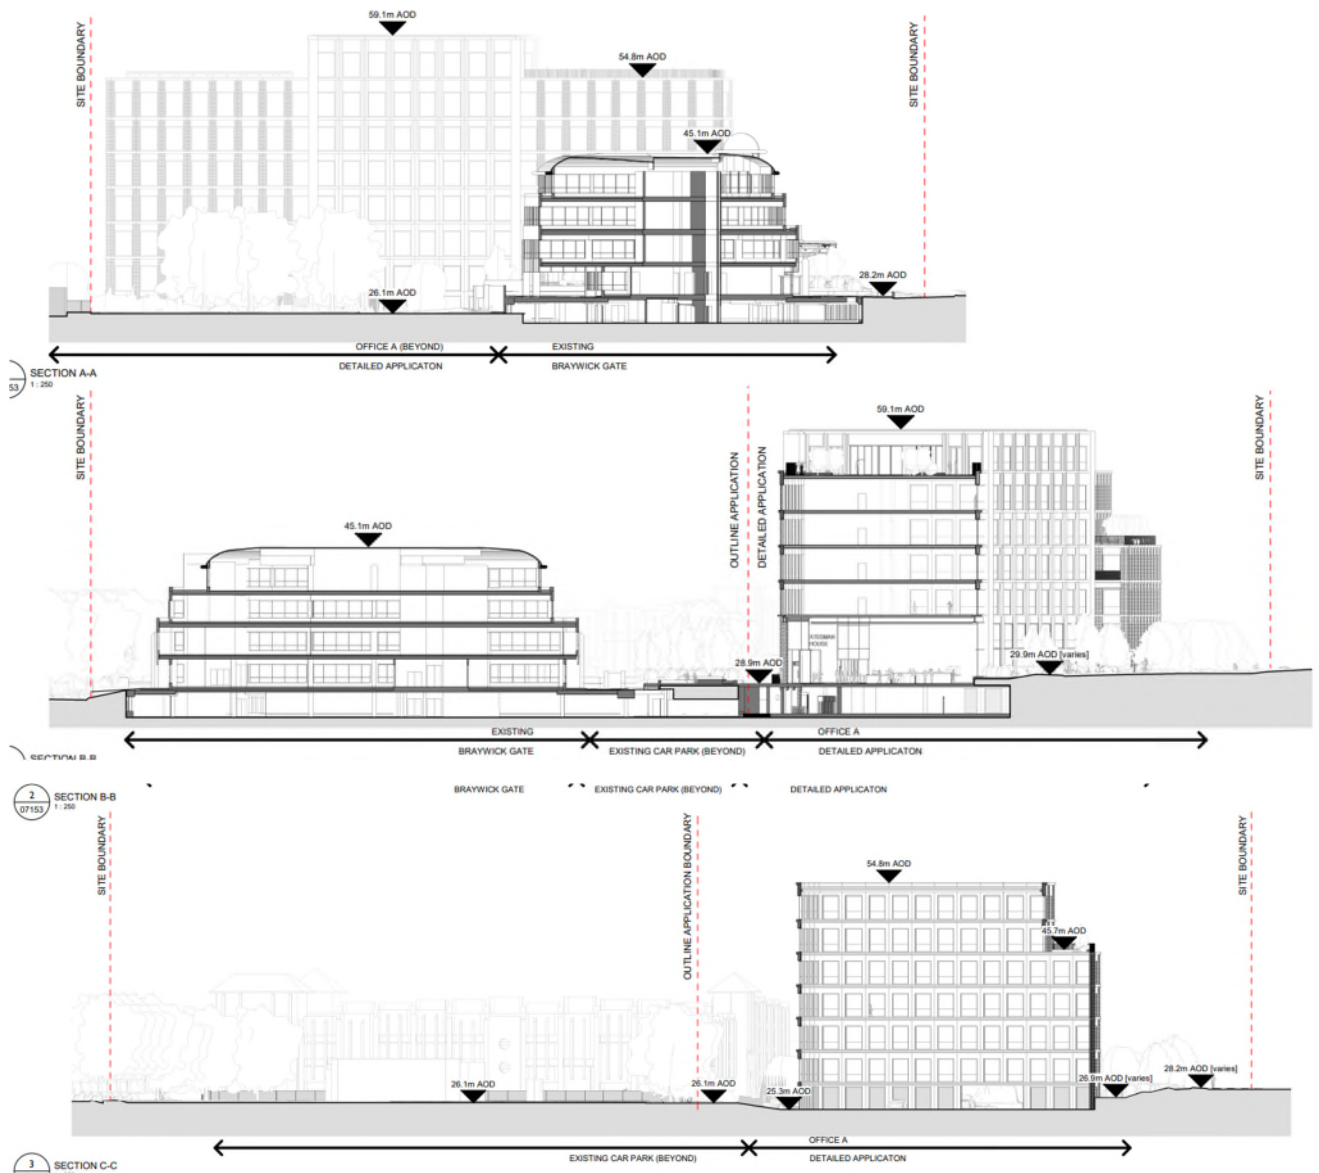 59.1m AOD
54.8m AOD
SITE BOUNDARY
SITE BOUNDARY
45.1m AOD
28.2m AOD
26.1m AOD
OFFICE A (BEYOND)
EXISTING
DETAILED APPLICATON
BRAYWICK GATE
53
SECTION A-A
1 : 250
SITE BOUNDARY
OUTLINE APPLICATION
DETAILED APPLICATION
SITE BOUNDARY
59.1m AOD
45.1m AOD
HOUSE
28.9m AOD
29.9m AOD [varies]
EXISTING
OFFICE A
BRAYWICK GATE
EXISTING CAR PARK (BEYOND)
DETAILED APPLICATON
SECTION B-B
BRAYWICK GATE
EXISTING CAR PARK (BEYOND)
DETAILED APPLICATON
2
07153
SECTION B-B
1 : 250
SITE BOUNDARY
OUTLINE APPLICATION BOUNDARY
SITE BOUNDARY
54.8m AOD
45.7m AOD
26.1m AOD
26.1m AOD
25.3m AOD
26.9m AOD [varies]
28.2m AOD [varies]
OFFICE A
EXISTING CAR PARK (BEYOND)
DETAILED APPLICATON
3
SECTION C-C